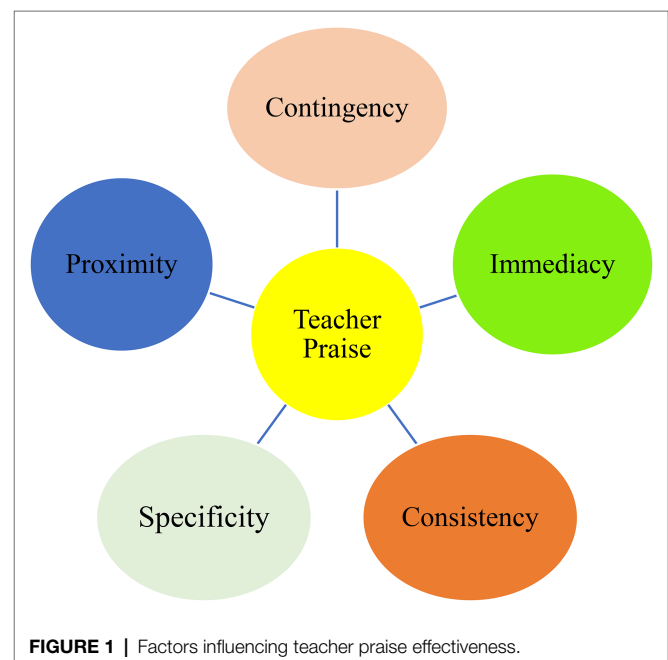 Contingency
Proximity
Immediacy
Teacher
Praise
Specificity
Consistency
FIGURE 1 | Factors influencing teacher praise effectiveness.